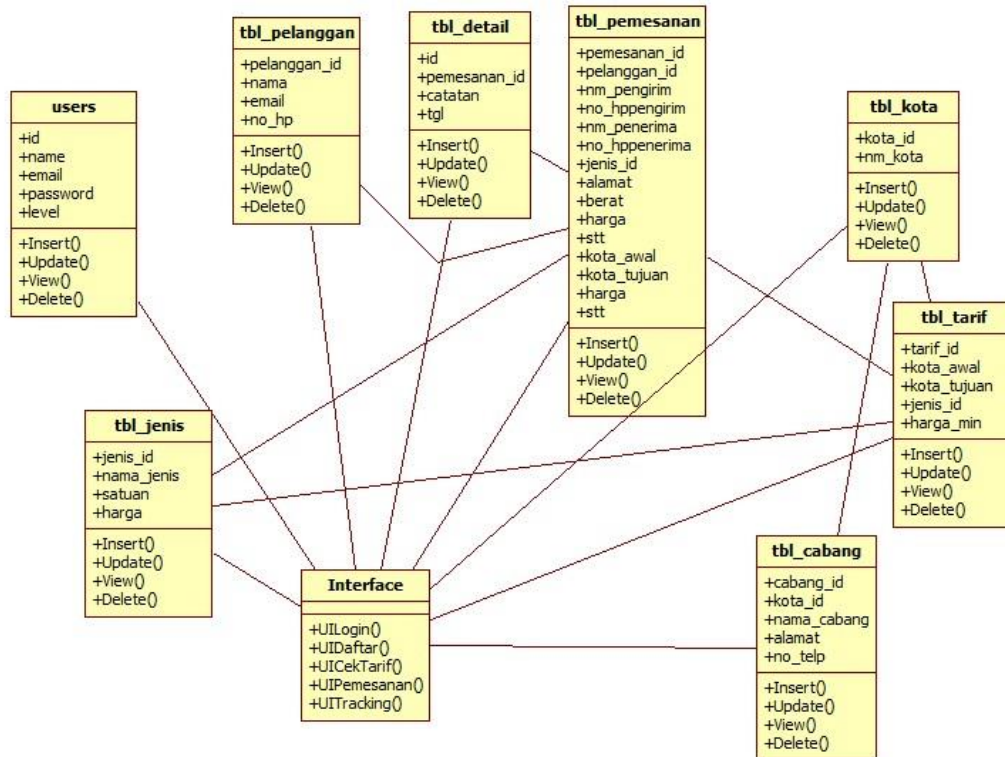 users
+id
+name
+email
+password
+level
+Insert()
+Update()
+View()
+Delete()
tbl_pelanggan
+pelanggan_id
+nama
+email
+no_hp
+Insert()
+Update()
+View()
+Delete()
tbl_detail
+id
+pemesanan_id
+catatan
+tgl
+Insert()
+Update()
+View()
+Delete()
tbl_pemesanan
+pemesanan_id
+pelanggan_id
+nm_pengirim
+no_hppengirim
+nm_penerima
+no_hppenerima
+jenis_id
+alamat
+berat
+harga
+stt
+kota_awal
+kota_tujuan
+harga
+stt
+Insert()
+Update()
+View()
+Delete()
tbl_kota
+kota_id
+nm_kota
+Insert()
+Update()
+View()
+Delete()
tbl_tarif
+tarif_id
+kota_awal
+kota_tujuan
+jenis_id
+harga_min
+Insert()
+Update()
+View()
+Delete()
tbl_jenis
+jenis_id
+nama_jenis
+satuan
+harga
+Insert()
+Update()
+View()
+Delete()
Interface
+UILogin()
+UIDaftar()
+UICekTarif()
+UIPemesanan()
+UITracking()
tbl_cabang
+cabang_id
+kota_id
+nama_cabang
+alamat
+no_telp
+Insert()
+Update()
+View()
+Delete()